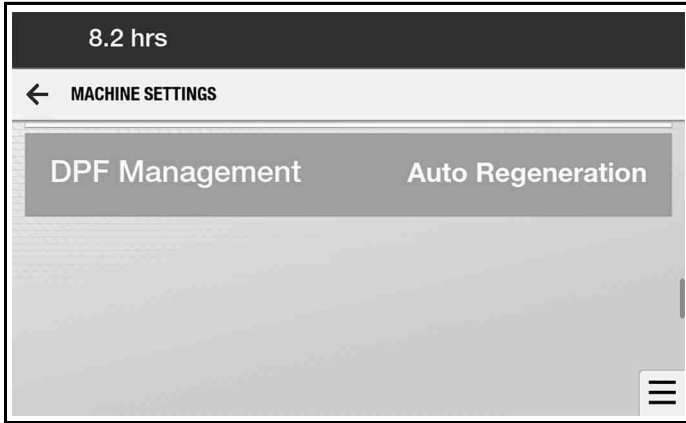 8.2 hrs
MACHINE SETTINGS
DPF Management Auto Regeneration